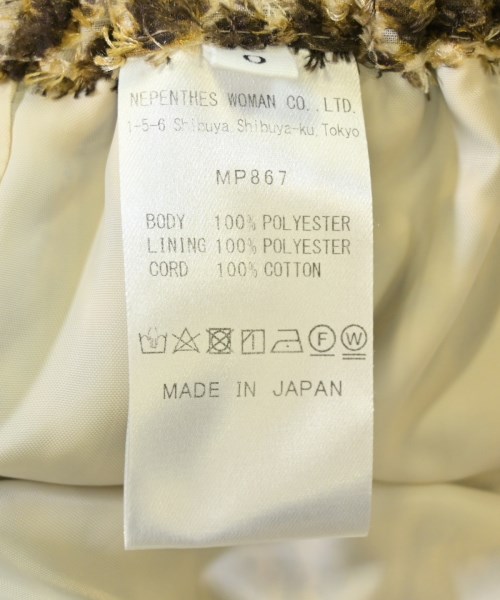 0
NEPENTHES WOMAN CO.,LTD.
1-5-6 Shibuya, Shibuya-ku, Tokyo
MP867
BODY 100% POLYESTER
LINING 100% POLYESTER
CORD 100% COTTON
F W
MADE IN JAPAN